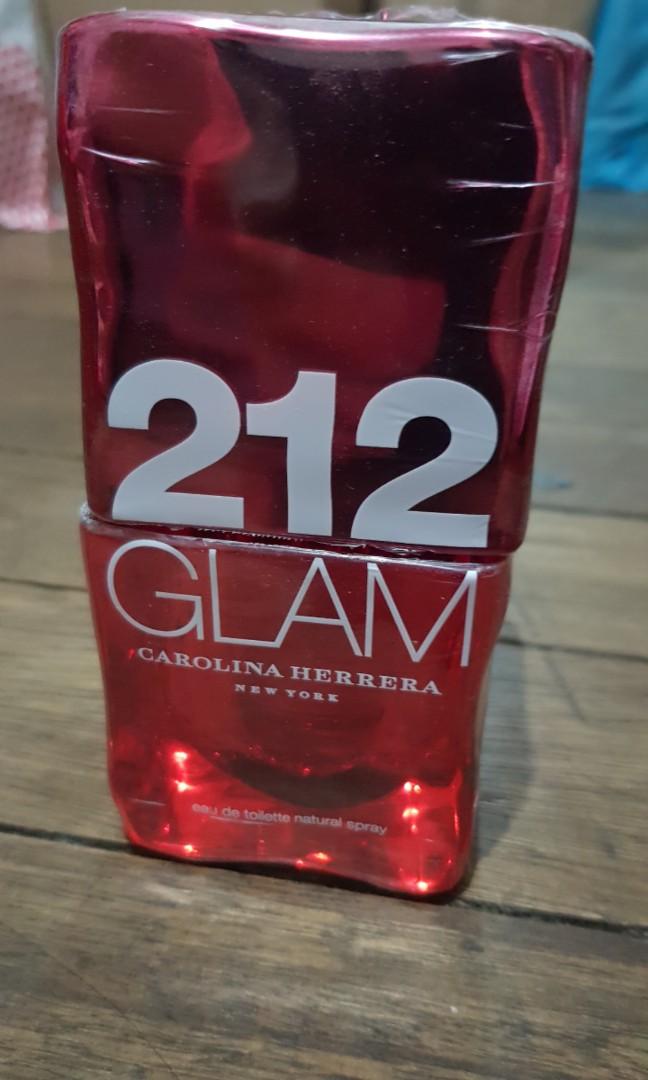 212
GLAM
CAROLINA HERRERA
NEW YORK
eau de toilette natural spray